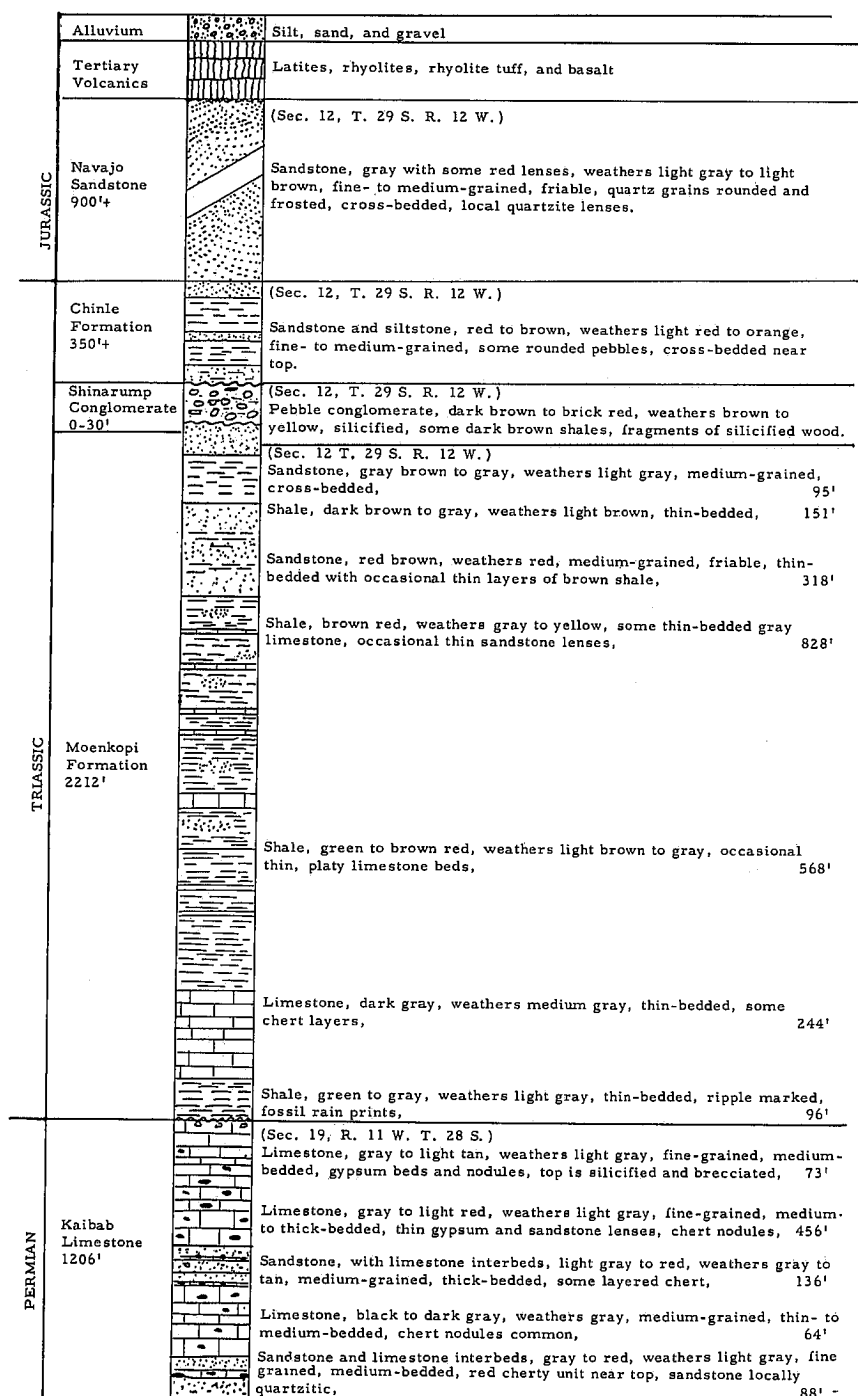 Alluvium
Silt, sand, and gravel
Tertiary
Volcanics
Latites, rhyolites, rhyolite tuff, and basalt
JURASSIC
Navajo
Sandstone
900'+
(Sec. 12, T. 29 S. R. 12 W.)
Sandstone, gray with some red lenses, weathers light gray to light
brown, fine- to medium-grained, friable, quartz grains rounded and
frosted, cross-bedded, local quartzite lenses.
TRIASSIC
Chinle
Formation
350'+
(Sec. 12, T. 29 S. R. 12 W.)
Sandstone and siltstone, red to brown, weathers light red to orange,
fine- to medium-grained, some rounded pebbles, cross-bedded near
top.
Shinarump
Conglomerate
0-30'
(Sec. 12, T. 29 S. R. 12 W.)
Pebble conglomerate, dark brown to brick red, weathers brown to
yellow, silicified, some dark brown shales, fragments of silicified wood.
Moenkopi
Formation
2212'
(Sec. 12 T. 29 S. R. 12 W.)
Sandstone, gray brown to gray, weathers light gray, medium-grained,
cross-bedded, 95'
Shale, dark brown to gray, weathers light brown, thin-bedded, 151'
Sandstone, red brown, weathers red, medium-grained, friable, thin-
bedded with occasional thin layers of brown shale, 318'
Shale, brown red, weathers gray to yellow, some thin-bedded gray
limestone, occasional thin sandstone lenses, 828'
Shale, green to brown red, weathers light brown to gray, occasional
thin, platy limestone beds, 568'
Limestone, dark gray, weathers medium gray, thin-bedded, some
chert layers, 244'
Shale, green to gray, weathers light gray, thin-bedded, ripple marked,
fossil rain prints, 96'
PERMIAN
Kaibab
Limestone
1206'
(Sec. 19, R. 11 W. T. 28 S.)
Limestone, gray to light tan, weathers light gray, fine-grained, medium-
bedded, gypsum beds and nodules, top is silicified and brecciated, 73'
Limestone, gray to light red, weathers light gray, fine-grained, medium-
to thick-bedded, thin gypsum and sandstone lenses, chert nodules, 456'
Sandstone, with limestone interbeds, light gray to red, weathers gray to
tan, medium-grained, thick-bedded, some layered chert, 136'
Limestone, black to dark gray, weathers gray, medium-grained, thin- to
medium-bedded, chert nodules common, 64'
Sandstone and limestone interbeds, gray to red, weathers light gray, fine
grained, medium-bedded, red cherty unit near top, sandstone locally
quartzitic, 88'